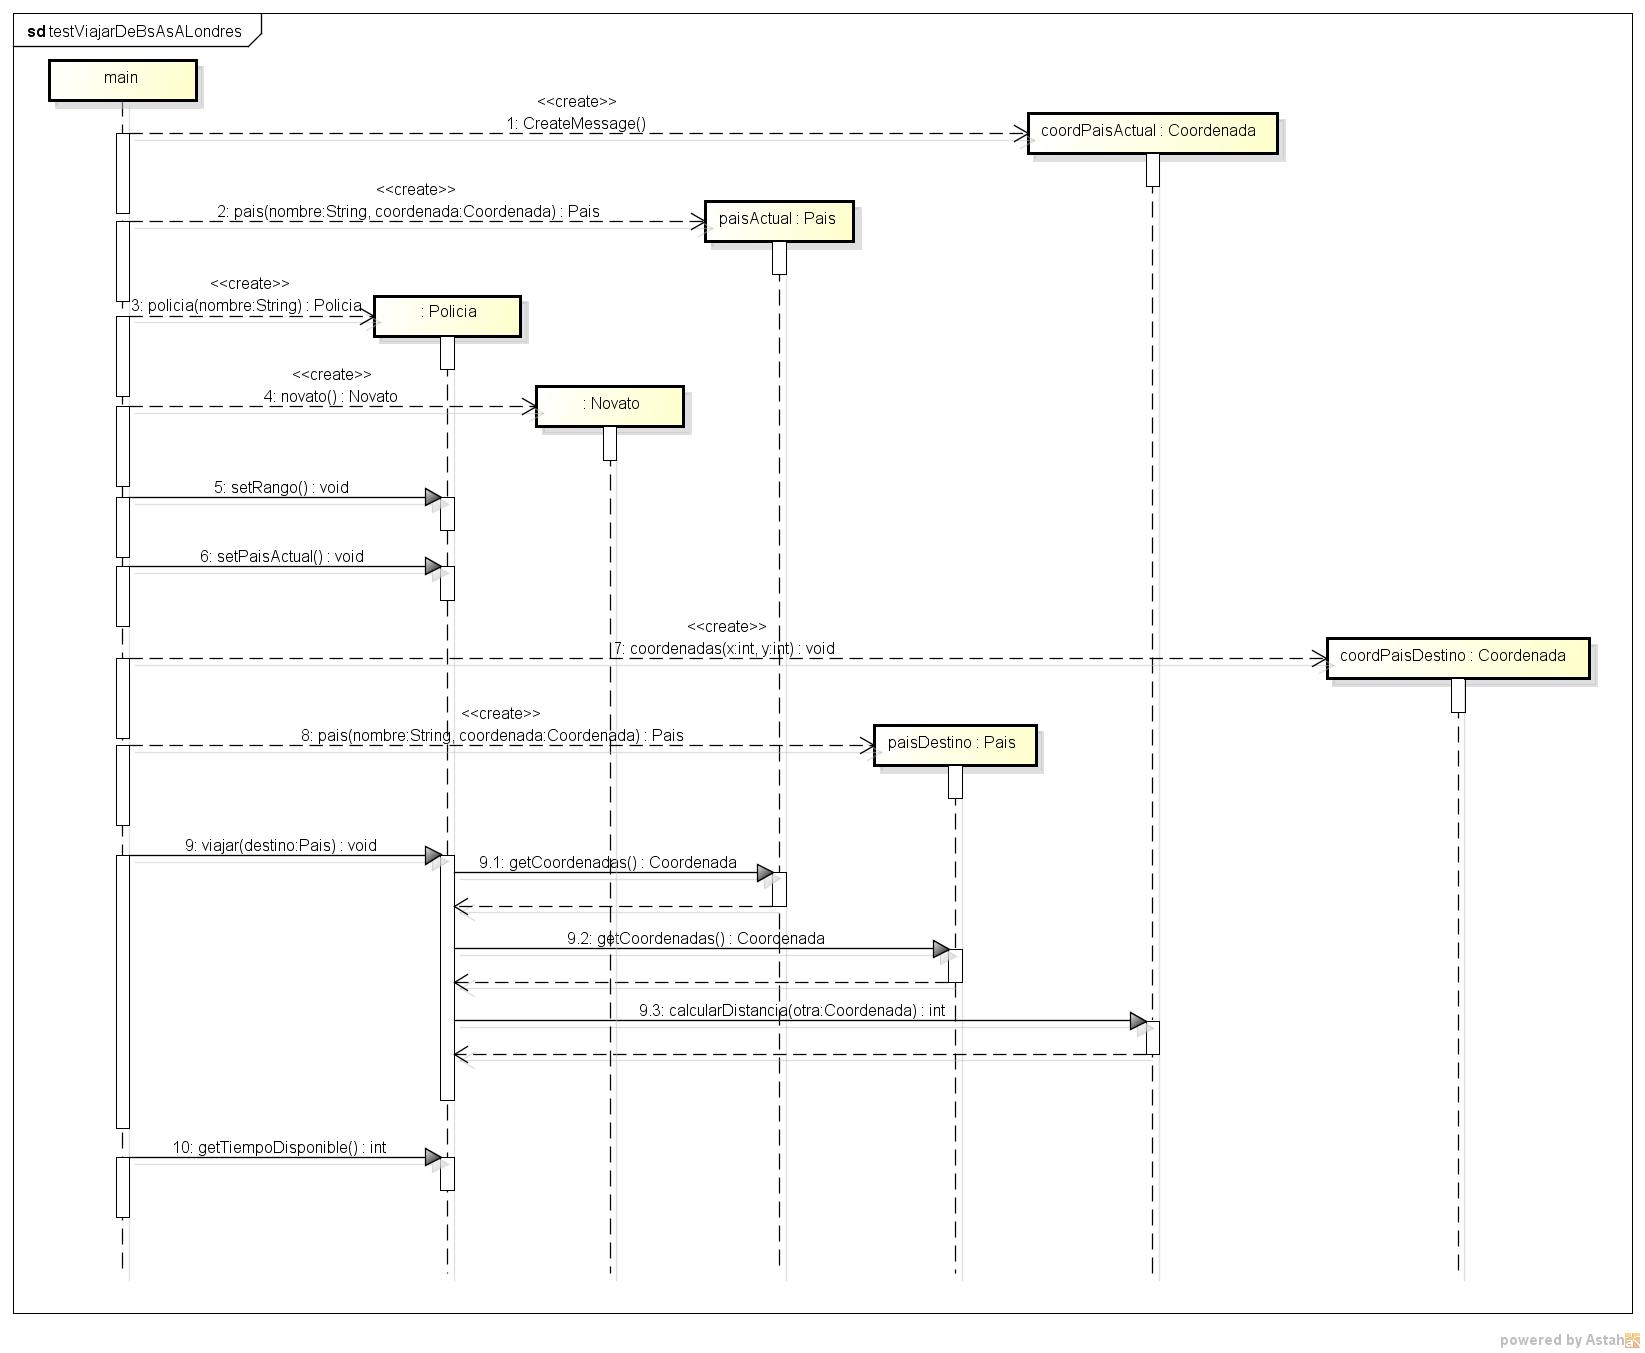 sd testViajarDeBsAsALondres
main
<<create>>
1: CreateMessage()
coordPaisActual : Coordenada
<<create>>
2: pais(nombre:String, coordenada:Coordenada) : Pais
paisActual : Pais
<<create>>
3: policia(nombre:String) : Policia
: Policia
<<create>>
4: novato() : Novato
: Novato
5: setRango() : void
6: setPaisActual() : void
<<create>>
7: coordenadas(x:int, y:int) : void
coordPaisDestino : Coordenada
<<create>>
8: pais(nombre:String, coordenada:Coordenada) : Pais
paisDestino : Pais
9: viajar(destino:Pais) : void
9.1: getCoordenadas() : Coordenada
9.2: getCoordenadas() : Coordenada
9.3: calcularDistancia(otra:Coordenada) : int
10: getTiempoDisponible() : int
powered by Astah